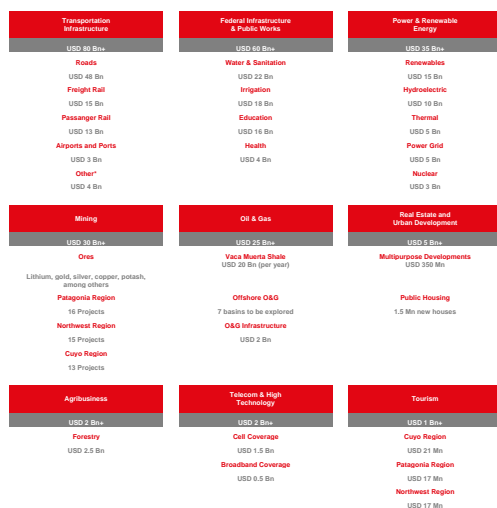 Transportation
Infrastructure
USD 80 Bn+
Roads
USD 48 Bn
Freight Rail
USD 15 Bn
Passanger Rail
USD 13 Bn
Airports and Ports
USD 3 Bn
Other*
USD 4 Bn
Federal Infrastructure
& Public Works
USD 60 Bn+
Water & Sanitation
USD 22 Bn
Irrigation
USD 18 Bn
Education
USD 16 Bn
Health
USD 4 Bn
Power & Renewable
Energy
USD 35 Bn+
Renewables
USD 15 Bn
Hydroelectric
USD 10 Bn
Thermal
USD 5 Bn
Power Grid
USD 5 Bn
Nuclear
USD 3 Bn
Mining
USD 30 Bn+
Ores
Lithium, gold, silver, copper, potash,
among others
Patagonia Region
16 Projects
Northwest Region
15 Projects
Cuyo Region
13 Projects
Oil & Gas
USD 25 Bn+
Vaca Muerta Shale
USD 20 Bn (per year)
Offshore O&G
7 basins to be explored
O&G Infrastructure
USD 2 Bn
Real Estate and
Urban Development
USD 5 Bn+
Multipurpose Developments
USD 350 Mn
Public Housing
1.5 Mn new houses
Agribusiness
USD 2 Bn+
Forestry
USD 2.5 Bn
Telecom & High
Technology
USD 2 Bn+
Cell Coverage
USD 1.5 Bn
Broadband Coverage
USD 0.5 Bn
Tourism
USD 1 Bn+
Cuyo Region
USD 21 Mn
Patagonia Region
USD 17 Mn
Northwest Region
USD 17 Mn